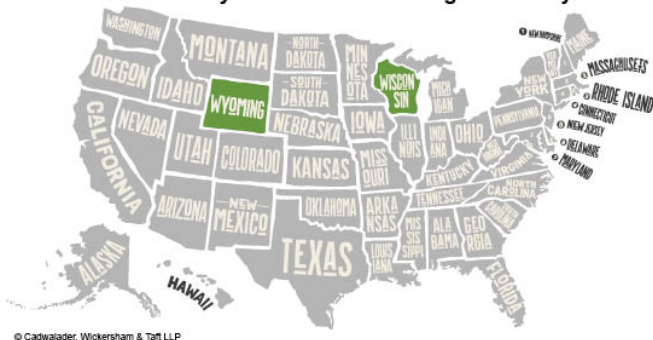 WASHINGTON
OREGON
CALIFORNIA
IDAHO
NEVADA
MONTANA
WYOMING
UTAH
ARIZONA
COLORADO
NEW
MEXICO
NORTH
DAKOTA
SOUTH
DAKOTA
NEBRASKA
KANSAS
OKLAHOMA
TEXAS
MIN
NES
OTA
IOWA
MISS
OURI
ARKA
NSAS
LOUIS
IANA
WISCON
SIN
ILLI
NOIS
MICH
IGAN
INDI
ANA
OHIO
KENTUCKY
TENNESSEE
MIS
SIS
SIPPI
ALA
BAMA
GEO
RGIA
FLORIDA
NORTH
CAROLINA
VIRGINIA
PENNSYLVANIA
NEW
YORK
MAINE
NEW HAMPSHIRE
MASSACHUSETS
RHODE ISLAND
CONNECTICUT
NEW JERSEY
DELAWARE
MARYLAND
ALASKA
HAWAII
© Cadwalader, Wickersham & Taft LLP